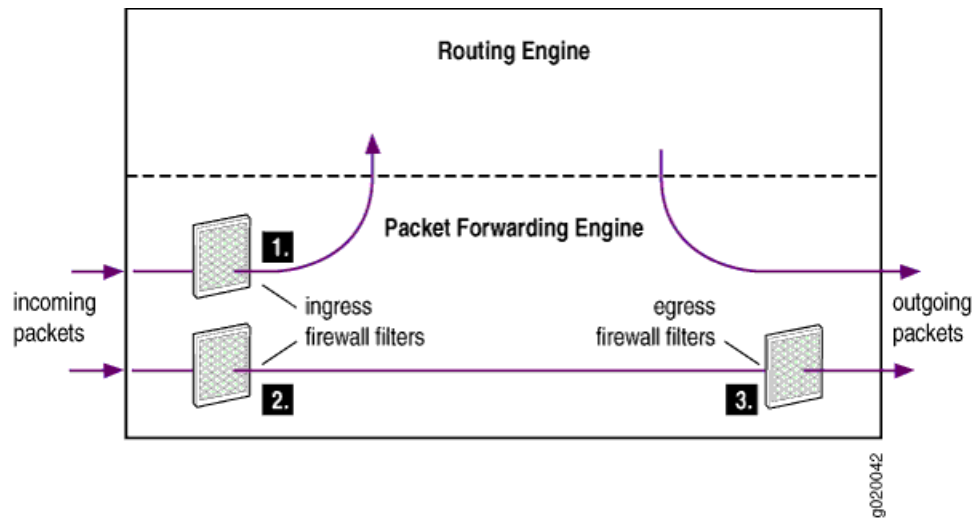 Routing Engine
Packet Forwarding Engine
1.
incoming
packets
ingress
firewall filters
egress
firewall filters
outgoing
packets
2.
3.
g020042